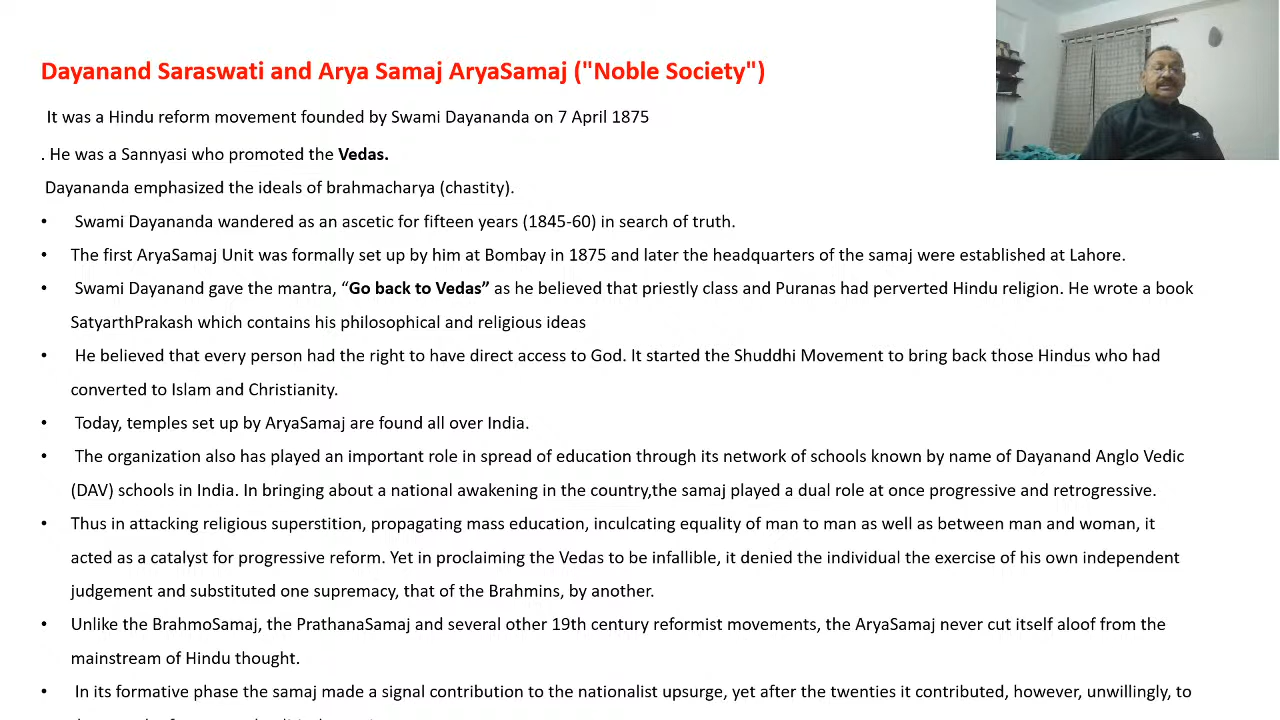 Dayanand Saraswati and Arya Samaj AryaSamaj ("Noble Society")
It was a Hindu reform movement founded by Swami Dayananda on 7 April 1875
. He was a Sannyasi who promoted the Vedas.
Dayananda emphasized the ideals of brahmacharya (chastity).
• Swami Dayananda wandered as an ascetic for fifteen years (1845-60) in search of truth.
• The first AryaSamaj Unit was formally set up by him at Bombay in 1875 and later the headquarters of the samaj were established at Lahore.
• Swami Dayanand gave the mantra, “Go back to Vedas” as he believed that priestly class and Puranas had perverted Hindu religion. He wrote a book
SatyarthPrakash which contains his philosophical and religious ideas
• He believed that every person had the right to have direct access to God. It started the Shuddhi Movement to bring back those Hindus who had
converted to Islam and Christianity.
• Today, temples set up by AryaSamaj are found all over India.
• The organization also has played an important role in spread of education through its network of schools known by name of Dayanand Anglo Vedic
(DAV) schools in India. In bringing about a national awakening in the country,the samaj played a dual role at once progressive and retrogressive.
• Thus in attacking religious superstition, propagating mass education, inculcating equality of man to man as well as between man and woman, it
acted as a catalyst for progressive reform. Yet in proclaiming the Vedas to be infallible, it denied the individual the exercise of his own independent
judgement and substituted one supremacy, that of the Brahmins, by another.
• Unlike the BrahmoSamaj, the PrathanaSamaj and several other 19th century reformist movements, the AryaSamaj never cut itself aloof from the
mainstream of Hindu thought.
• In its formative phase the samaj made a signal contribution to the nationalist upsurge, yet after the twenties it contributed, however, unwillingly, to